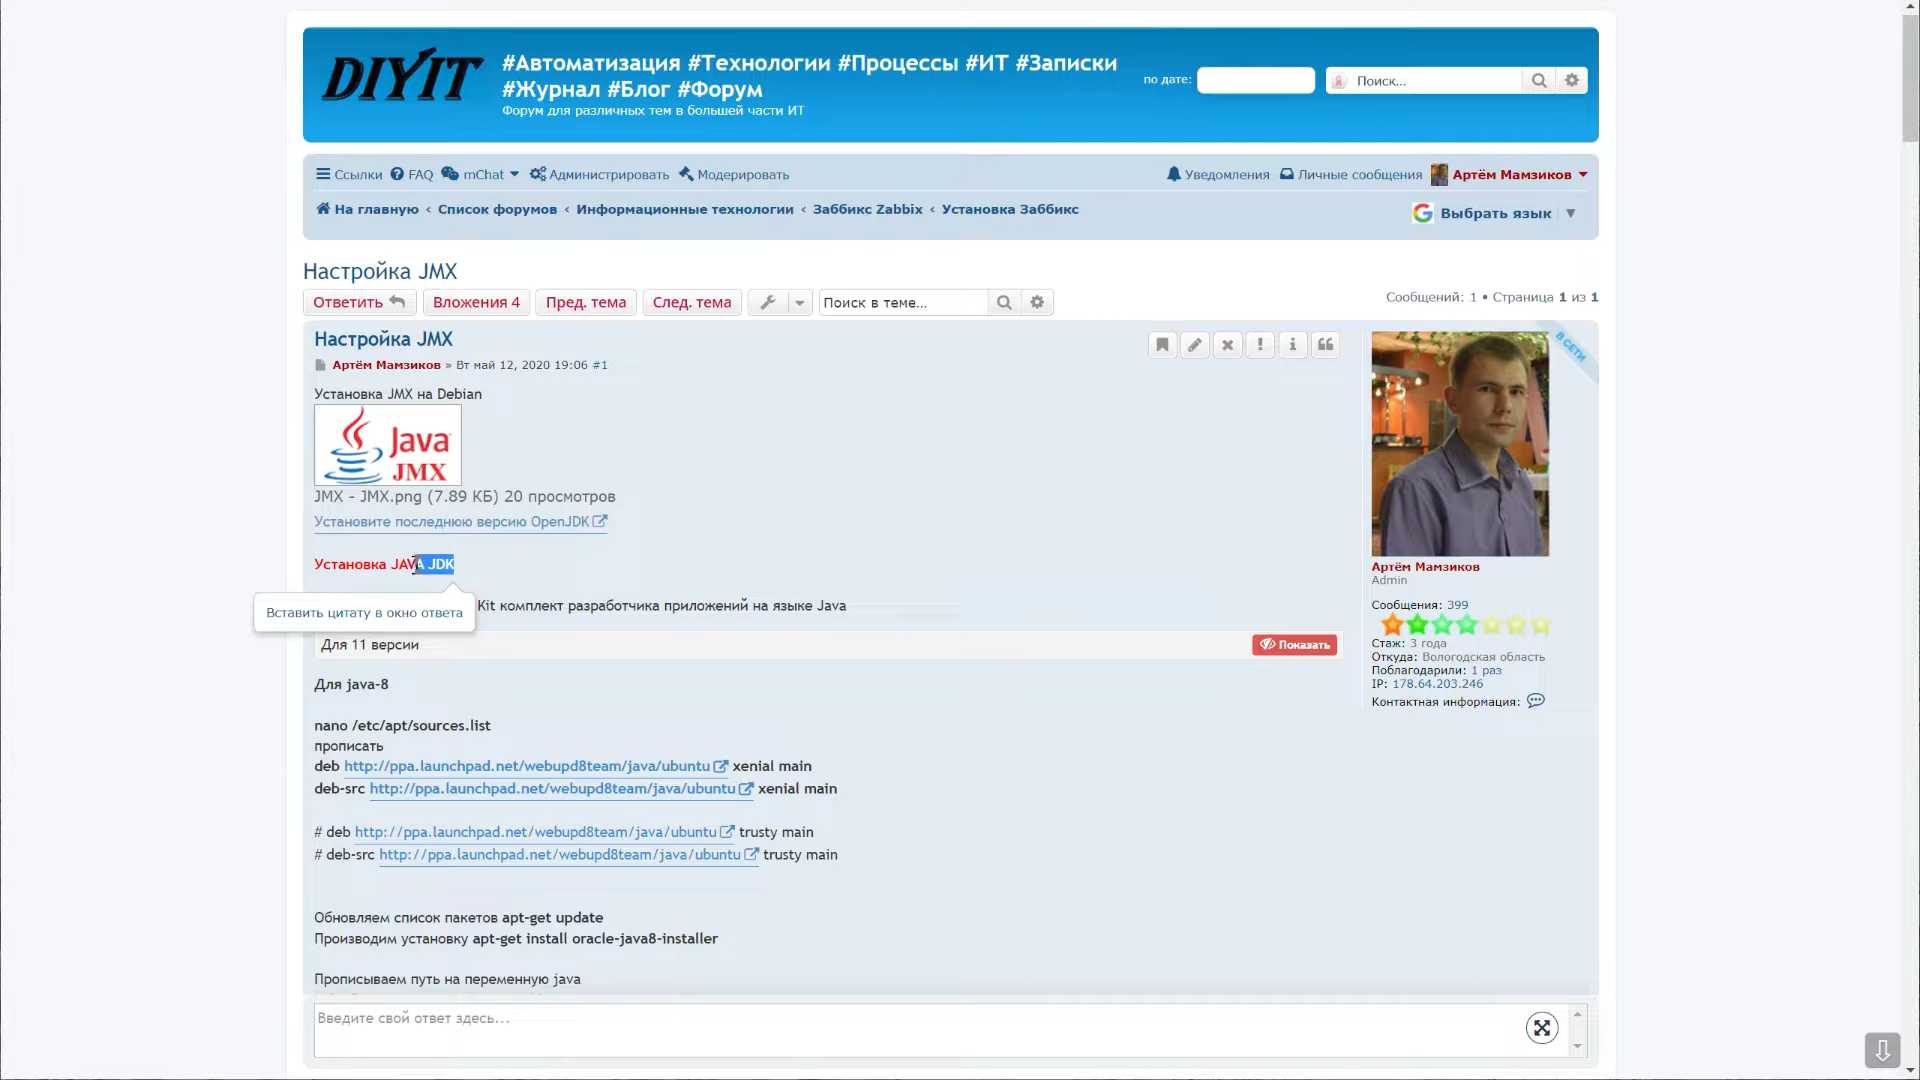 DIYIT
#Автоматизация #Технологии #Процессы #ИТ #Записки
#Журнал #Блог #Форум
Форум для различных тем в большей части ИТ
по дате:
Поиск...
Ссылки FAQ mChat Администрировать Модерировать
Уведомления Личные сообщения Артём Мамзиков
На главную ‹ Список форумов ‹ Информационные технологии ‹ Заббикс Zabbix ‹ Установка Заббикс
Выбрать язык ▼
Настройка JMX
Ответить Вложения 4 Пред. тема След. тема Поиск в теме...
Сообщений: 1 • Страница 1 из 1
Настройка JMX
Артём Мамзиков » Вт май 12, 2020 19:06 #1
Установка JMX на Debian
Java
JMX
JMX - JMX.png (7.89 КБ) 20 просмотров
Установите последнюю версию OpenJDK
Установка JAVA JDK
Вставить цитату в окно ответа
Kit комплект разработчика приложений на языке Java
Для 11 версии
Показать
Для java-8
nano /etc/apt/sources.list
прописать
deb http://ppa.launchpad.net/webupd8team/java/ubuntu xenial main
deb-src http://ppa.launchpad.net/webupd8team/java/ubuntu xenial main
# deb http://ppa.launchpad.net/webupd8team/java/ubuntu trusty main
# deb-src http://ppa.launchpad.net/webupd8team/java/ubuntu trusty main
Обновляем список пакетов apt-get update
Производим установку apt-get install oracle-java8-installer
Прописываем путь на переменную java
В СЕТИ
Артём Мамзиков
Admin
Сообщения: 399
Стаж: 3 года
Откуда: Вологодская область
Поблагодарили: 1 раз
IP: 178.64.203.246
Контактная информация:
Введите свой ответ здесь...